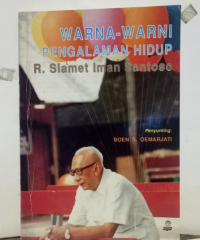 WARNA-WARNI
PENGALAMAN HIDUP
R. Slamet Iman Santoso
Penyunting:
BOEN S. OEMARJATI